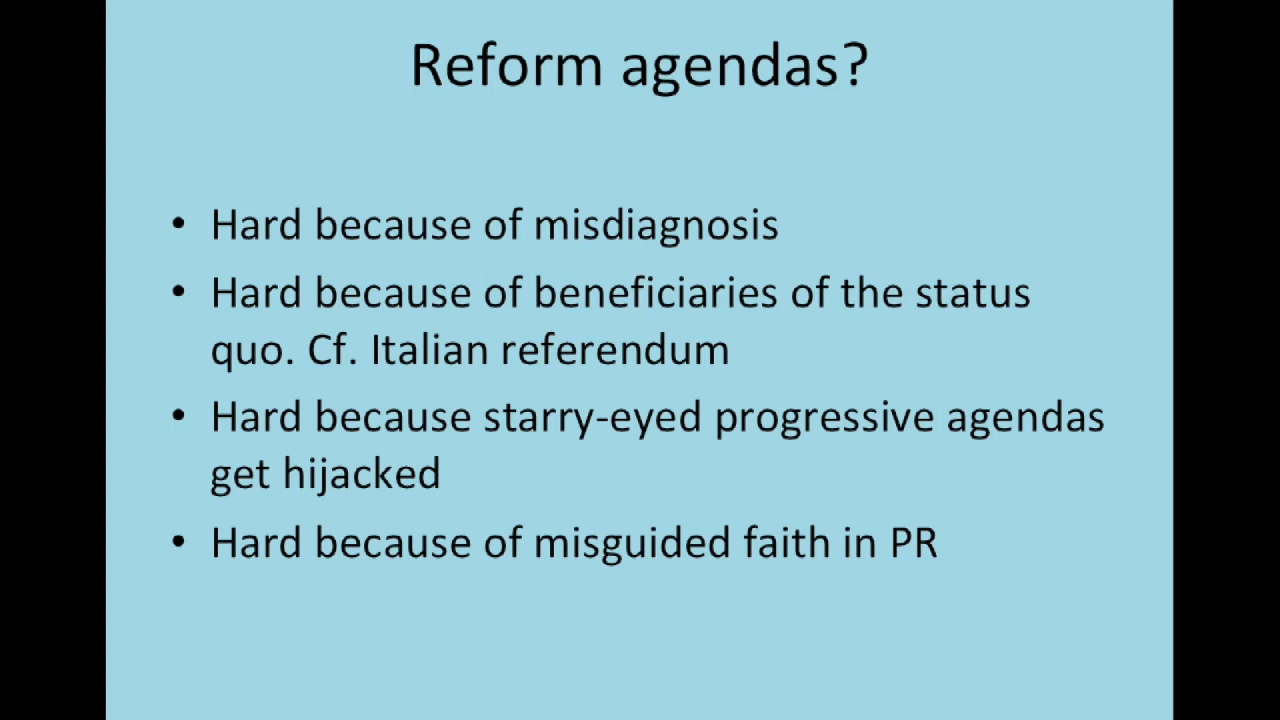 Reform agendas?
• Hard because of misdiagnosis
• Hard because of beneficiaries of the status
quo. Cf. Italian referendum
• Hard because starry-eyed progressive agendas
get hijacked
• Hard because of misguided faith in PR